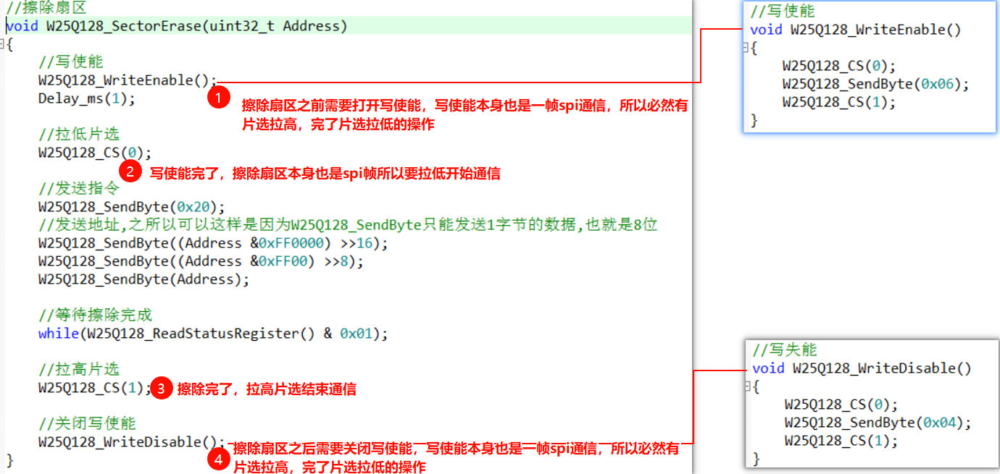 //擦除扇区
void W25Q128_SectorErase(uint32_t Address)
{
//写使能
W25Q128_WriteEnable();
Delay_ms(1);
1
擦除扇区之前需要打开写使能，写使能本身也是一帧spi通信，所以必然有
片选拉高，完了片选拉低的操作
//拉低片选
W25Q128_CS(0);
2
写使能完了，擦除扇区本身也是spi帧所以要拉低开始通信
//发送指令
W25Q128_SendByte(0x20);
//发送地址,之所以可以这样是因为W25Q128_SendByte只能发送1字节的数据,也就是8位
W25Q128_SendByte((Address &0xFF0000) >>16);
W25Q128_SendByte((Address &0xFF00) >>8);
W25Q128_SendByte(Address);
//等待擦除完成
while(W25Q128_ReadStatusRegister() & 0x01);
//拉高片选
W25Q128_CS(1);
3
擦除完了，拉高片选结束通信
//关闭写使能
W25Q128_WriteDisable();
4
擦除扇区之后需要关闭写使能，写使能本身也是一帧spi通信，所以必然有
片选拉高，完了片选拉低的操作
}
//写使能
void W25Q128_WriteEnable()
{
W25Q128_CS(0);
W25Q128_SendByte(0x06);
W25Q128_CS(1);
}
//写失能
void W25Q128_WriteDisable()
{
W25Q128_CS(0);
W25Q128_SendByte(0x04);
W25Q128_CS(1);
}